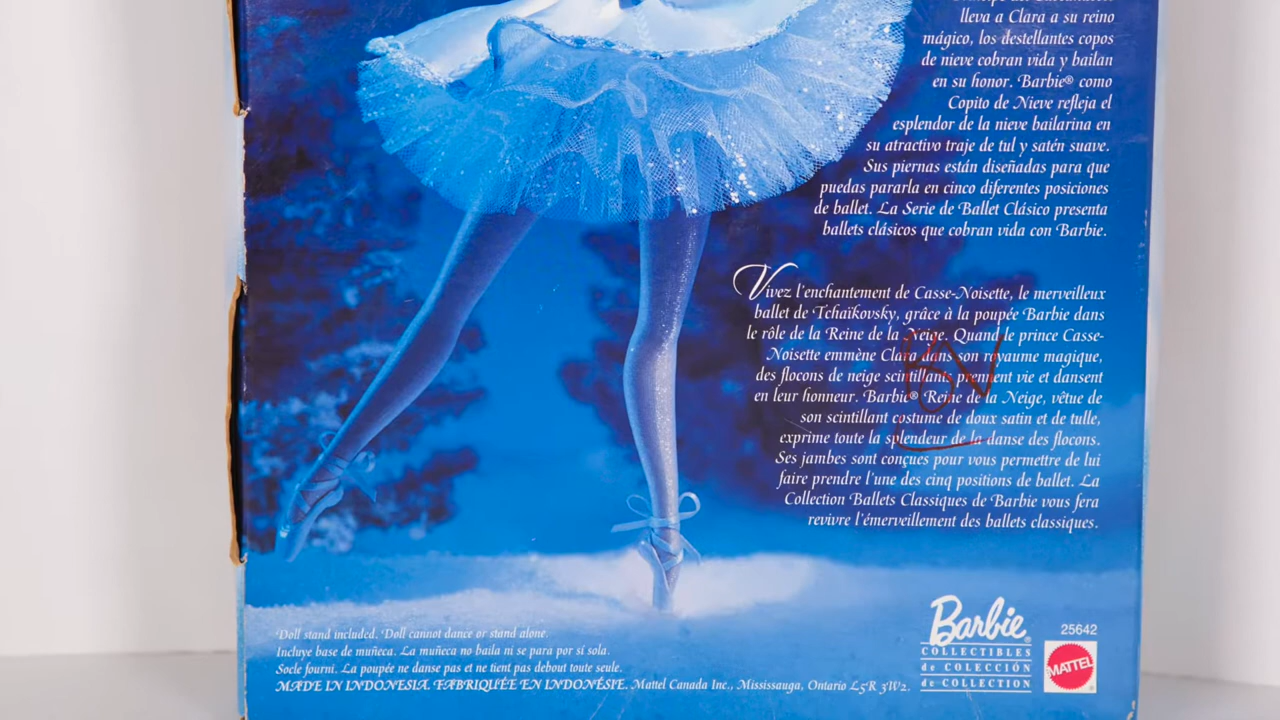 lleva a Clara a su reino
mágico, los destellantes copos
de nieve cobran vida y bailan
en su honor. Barbie® como
Copito de Nieve refleja el
esplendor de la nieve bailarina en
su atractivo traje de tul y satén suave.
Sus piernas están diseñadas para que
puedas pararla en cinco diferentes posiciones
de ballet. La Serie de Ballet Clásico presenta
ballets clásicos que cobran vida con Barbie.
Vivez l'enchantement de Casse-Noisette, le merveilleux
ballet de Tchaïkovsky, grâce à la poupée Barbie dans
le rôle de la Reine de la Neige. Quand le prince Casse-
Noisette emmène Clara dans son royaume magique,
des flocons de neige scintillants prennent vie et dansent
en leur honneur. Barbie® Reine de la Neige, vêtue de
son scintillant costume de doux satin et de tulle,
exprime toute la splendeur de la danse des flocons.
Ses jambes sont conçues pour vous permettre de lui
faire prendre l'une des cinq positions de ballet. La
Collection Ballets Classiques de Barbie vous fera
revivre l'émerveillement des ballets classiques.
Doll stand included. Doll cannot dance or stand alone.
Incluye base de muñeca. La muñeca no baila ni se para por sí sola.
Socle fourni. La poupée ne danse pas et ne tient pas debout toute seule.
MADE IN INDONESIA. FABRIQUÉE EN INDONÉSIE. Mattel Canada Inc., Mississauga, Ontario L5R 3W2.
Barbie®
COLLECTIBLES
de COLECCIÓN
de COLLECTION
25642
MATTEL®